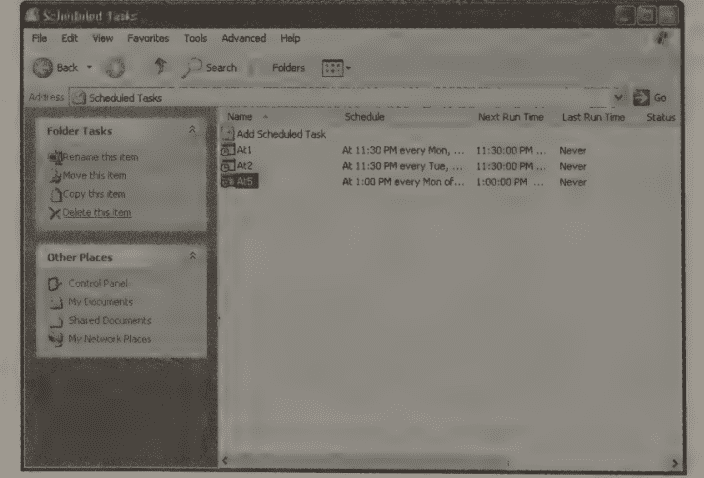 Scheduled Tasks
File Edit View Favorites Tools Advanced Help
Back Search Folders
Address Scheduled Tasks Go
Folder Tasks
Rename this item
Move this item
Copy this item
Delete this item
Other Places
Control Panel
My Documents
Shared Documents
My Network Places
Name Schedule Next Run Time Last Run Time Status
Add Scheduled Task
At1 At 11:30 PM every Mon, ... 11:30:00 PM ... Never
At2 At 11:30 PM every Tue, ... 11:30:00 PM ... Never
At5 At 1:00 PM every Mon of... 1:00:00 PM ... Never